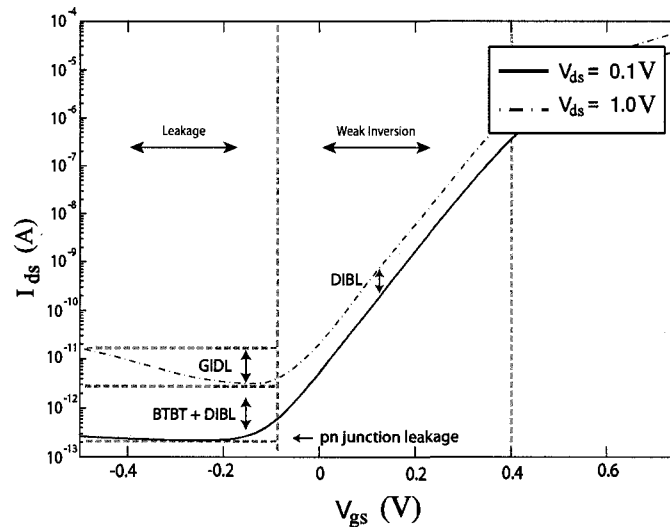 10⁻⁴
10⁻⁵
10⁻⁶
10⁻⁷
10⁻⁸
10⁻⁹
10⁻¹⁰
10⁻¹¹
10⁻¹²
10⁻¹³
I_ds (A)
V_ds = 0.1 V
V_ds = 1.0 V
Leakage
Weak Inversion
DIBL
GIDL
BTBT + DIBL
← pn junction leakage
-0.4
-0.2
0
0.2
0.4
0.6
V_gs (V)